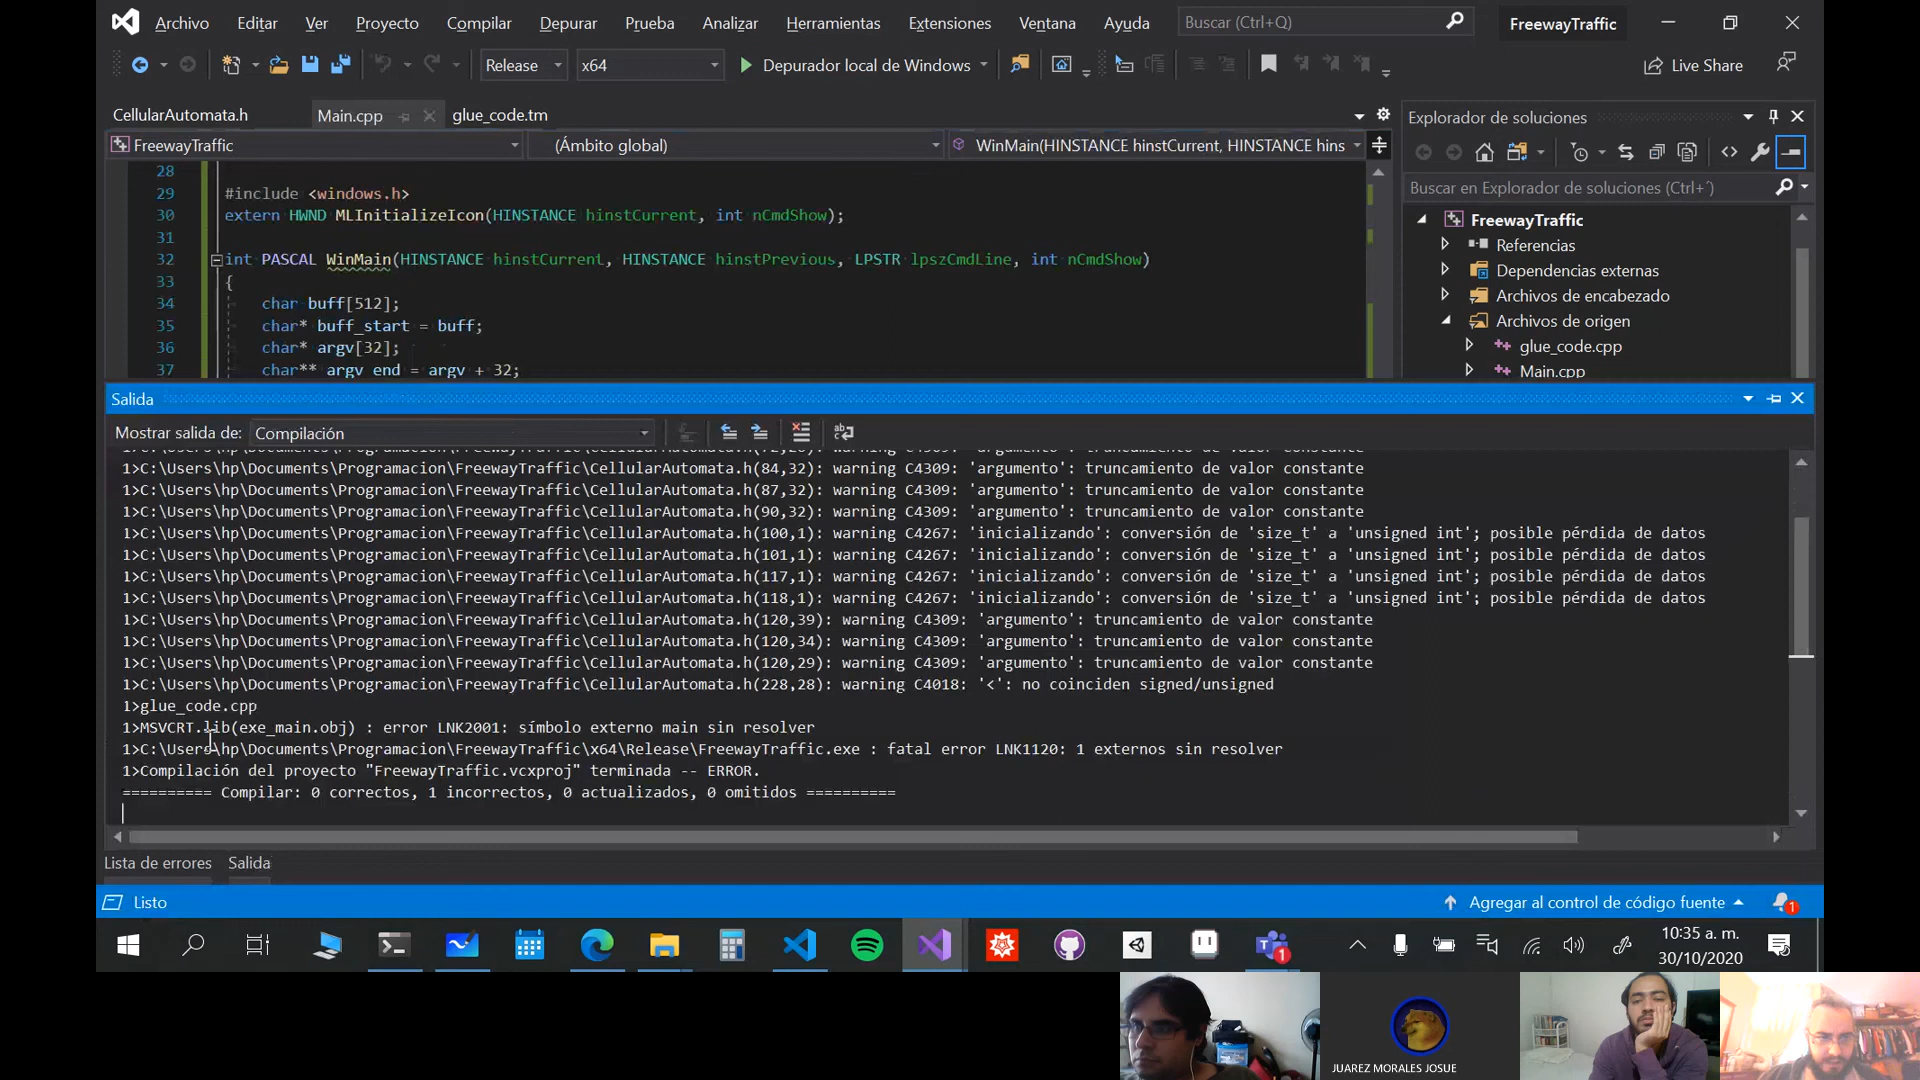 Archivo Editar Ver Proyecto Compilar Depurar Prueba Analizar Herramientas Extensiones Ventana Ayuda Buscar (Ctrl+Q) FreewayTraffic
Release x64 Depurador local de Windows Live Share
CellularAutomata.h Main.cpp glue_code.tm
FreewayTraffic (Ámbito global) WinMain(HINSTANCE hinstCurrent, HINSTANCE hins
28
29 #include <windows.h>
30 extern HWND MLInitializeIcon(HINSTANCE hinstCurrent, int nCmdShow);
31
32 int PASCAL WinMain(HINSTANCE hinstCurrent, HINSTANCE hinstPrevious, LPSTR lpszCmdLine, int nCmdShow)
33 {
34 char buff[512];
35 char* buff_start = buff;
36 char* argv[32];
37 char** argv_end = argv + 32;
Explorador de soluciones
Buscar en Explorador de soluciones (Ctrl+´)
FreewayTraffic
Referencias
Dependencias externas
Archivos de encabezado
Archivos de origen
glue_code.cpp
Main.cpp
Salida
Mostrar salida de: Compilación
1>C:\Users\hp\Documents\Programacion\FreewayTraffic\CellularAutomata.h(84,32): warning C4309: 'argumento': truncamiento de valor constante
1>C:\Users\hp\Documents\Programacion\FreewayTraffic\CellularAutomata.h(87,32): warning C4309: 'argumento': truncamiento de valor constante
1>C:\Users\hp\Documents\Programacion\FreewayTraffic\CellularAutomata.h(90,32): warning C4309: 'argumento': truncamiento de valor constante
1>C:\Users\hp\Documents\Programacion\FreewayTraffic\CellularAutomata.h(100,1): warning C4267: 'inicializando': conversión de 'size_t' a 'unsigned int'; posible pérdida de datos
1>C:\Users\hp\Documents\Programacion\FreewayTraffic\CellularAutomata.h(101,1): warning C4267: 'inicializando': conversión de 'size_t' a 'unsigned int'; posible pérdida de datos
1>C:\Users\hp\Documents\Programacion\FreewayTraffic\CellularAutomata.h(117,1): warning C4267: 'inicializando': conversión de 'size_t' a 'unsigned int'; posible pérdida de datos
1>C:\Users\hp\Documents\Programacion\FreewayTraffic\CellularAutomata.h(118,1): warning C4267: 'inicializando': conversión de 'size_t' a 'unsigned int'; posible pérdida de datos
1>C:\Users\hp\Documents\Programacion\FreewayTraffic\CellularAutomata.h(120,39): warning C4309: 'argumento': truncamiento de valor constante
1>C:\Users\hp\Documents\Programacion\FreewayTraffic\CellularAutomata.h(120,34): warning C4309: 'argumento': truncamiento de valor constante
1>C:\Users\hp\Documents\Programacion\FreewayTraffic\CellularAutomata.h(120,29): warning C4309: 'argumento': truncamiento de valor constante
1>C:\Users\hp\Documents\Programacion\FreewayTraffic\CellularAutomata.h(228,28): warning C4018: '<': no coinciden signed/unsigned
1>glue_code.cpp
1>MSVCRT.lib(exe_main.obj) : error LNK2001: símbolo externo main sin resolver
1>C:\Users\hp\Documents\Programacion\FreewayTraffic\x64\Release\FreewayTraffic.exe : fatal error LNK1120: 1 externos sin resolver
1>Compilación del proyecto "FreewayTraffic.vcxproj" terminada -- ERROR.
========== Compilar: 0 correctos, 1 incorrectos, 0 actualizados, 0 omitidos ==========
Lista de errores Salida
Listo Agregar al control de código fuente 1
1 10:35 a. m.
30/10/2020
JUAREZ MORALES JOSUE